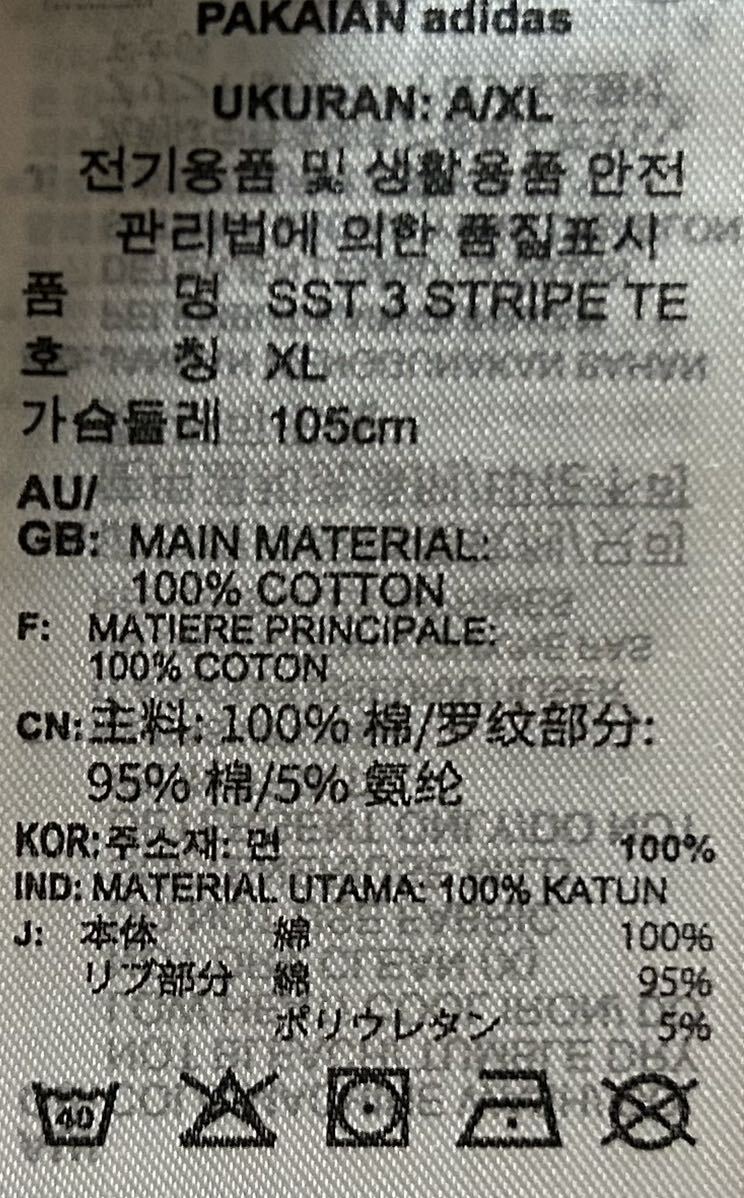 PAKAIAN adidas
UKURAN: A/XL
전기용품 및 생활용품 안전
관리법에 의한 품질표시
품 명 SST 3 STRIPE TE
호 칭 XL
가슴둘레 105cm
AU/
GB: MAIN MATERIAL:
100% COTTON
F: MATIERE PRINCIPALE:
100% COTON
CN: 主料: 100% 棉/罗纹部分:
95% 棉/5% 氨纶
KOR: 주소재: 면 100%
IND: MATERIAL UTAMA: 100% KATUN
J: 本体 綿 100%
リブ部分 綿 95%
ポリウレタン 5%
40